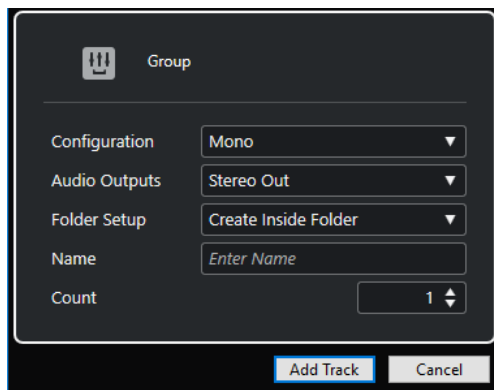 Group
Configuration Mono
Audio Outputs Stereo Out
Folder Setup Create Inside Folder
Name Enter Name
Count 1
Add Track Cancel